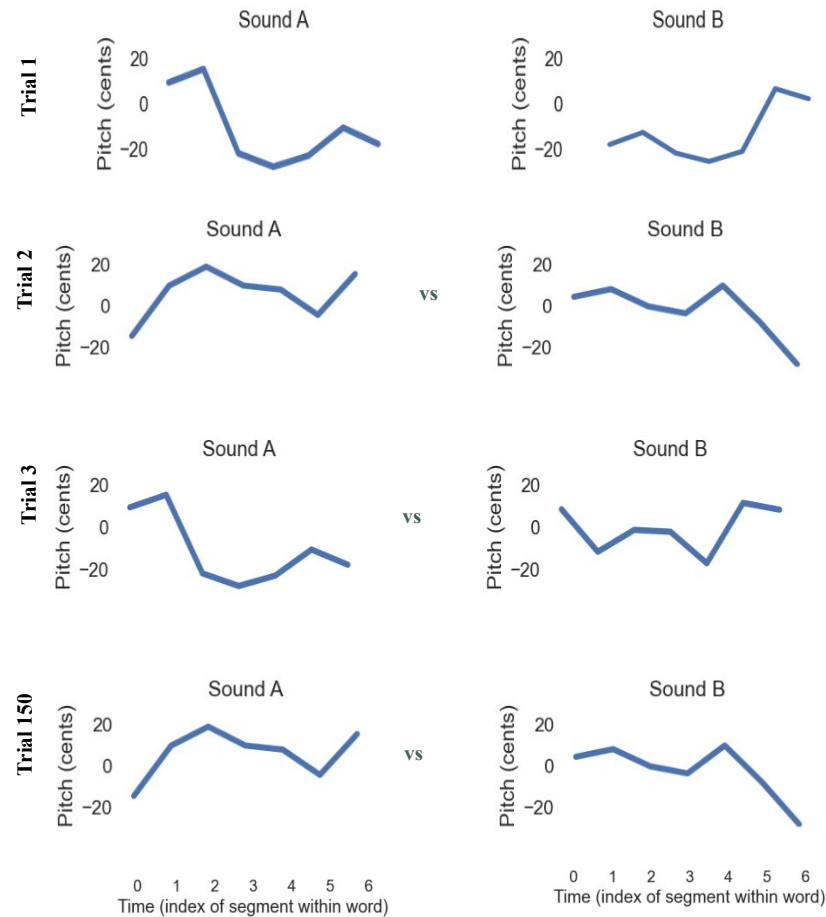 Sound A
Sound B
Trial 1
Pitch (cents)
20
0
−20
Pitch (cents)
20
0
−20
Sound A
Sound B
Trial 2
Pitch (cents)
20
0
−20
vs
Pitch (cents)
20
0
−20
Sound A
Sound B
Trial 3
Pitch (cents)
20
0
−20
vs
Pitch (cents)
20
0
−20
Sound A
Sound B
Trial 150
Pitch (cents)
20
0
−20
vs
Pitch (cents)
20
0
−20
0 1 2 3 4 5 6
Time (index of segment within word)
0 1 2 3 4 5 6
Time (index of segment within word)